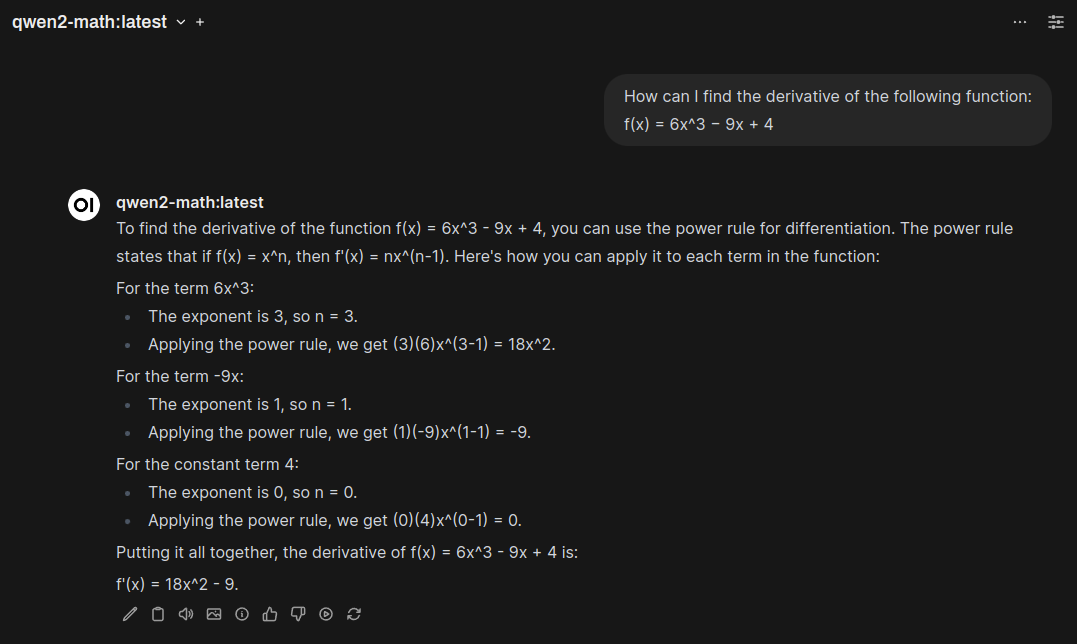 qwen2-math:latest
How can I find the derivative of the following function:
f(x) = 6x^3 − 9x + 4
OI
qwen2-math:latest
To find the derivative of the function f(x) = 6x^3 - 9x + 4, you can use the power rule for differentiation. The power rule
states that if f(x) = x^n, then f'(x) = nx^(n-1). Here's how you can apply it to each term in the function:
For the term 6x^3:
The exponent is 3, so n = 3.
Applying the power rule, we get (3)(6)x^(3-1) = 18x^2.
For the term -9x:
The exponent is 1, so n = 1.
Applying the power rule, we get (1)(-9)x^(1-1) = -9.
For the constant term 4:
The exponent is 0, so n = 0.
Applying the power rule, we get (0)(4)x^(0-1) = 0.
Putting it all together, the derivative of f(x) = 6x^3 - 9x + 4 is:
f'(x) = 18x^2 - 9.